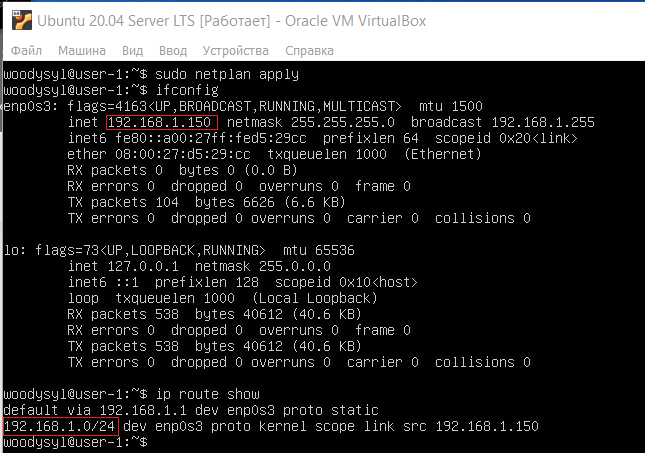 Ubuntu 20.04 Server LTS [Работает] - Oracle VM VirtualBox
Файл Машина Вид Ввод Устройства Справка
woodysyl@user-1:~$ sudo netplan apply
woodysyl@user-1:~$ ifconfig
enp0s3: flags=4163<UP,BROADCAST,RUNNING,MULTICAST> mtu 1500
inet 192.168.1.150 netmask 255.255.255.0 broadcast 192.168.1.255
inet6 fe80::a00:27ff:fed5:29cc prefixlen 64 scopeid 0x20<link>
ether 08:00:27:d5:29:cc txqueuelen 1000 (Ethernet)
RX packets 0 bytes 0 (0.0 B)
RX errors 0 dropped 0 overruns 0 frame 0
TX packets 104 bytes 6626 (6.6 KB)
TX errors 0 dropped 0 overruns 0 carrier 0 collisions 0
lo: flags=73<UP,LOOPBACK,RUNNING> mtu 65536
inet 127.0.0.1 netmask 255.0.0.0
inet6 ::1 prefixlen 128 scopeid 0x10<host>
loop txqueuelen 1000 (Local Loopback)
RX packets 538 bytes 40612 (40.6 KB)
RX errors 0 dropped 0 overruns 0 frame 0
TX packets 538 bytes 40612 (40.6 KB)
TX errors 0 dropped 0 overruns 0 carrier 0 collisions 0
woodysyl@user-1:~$ ip route show
default via 192.168.1.1 dev enp0s3 proto static
192.168.1.0/24 dev enp0s3 proto kernel scope link src 192.168.1.150
woodysyl@user-1:~$